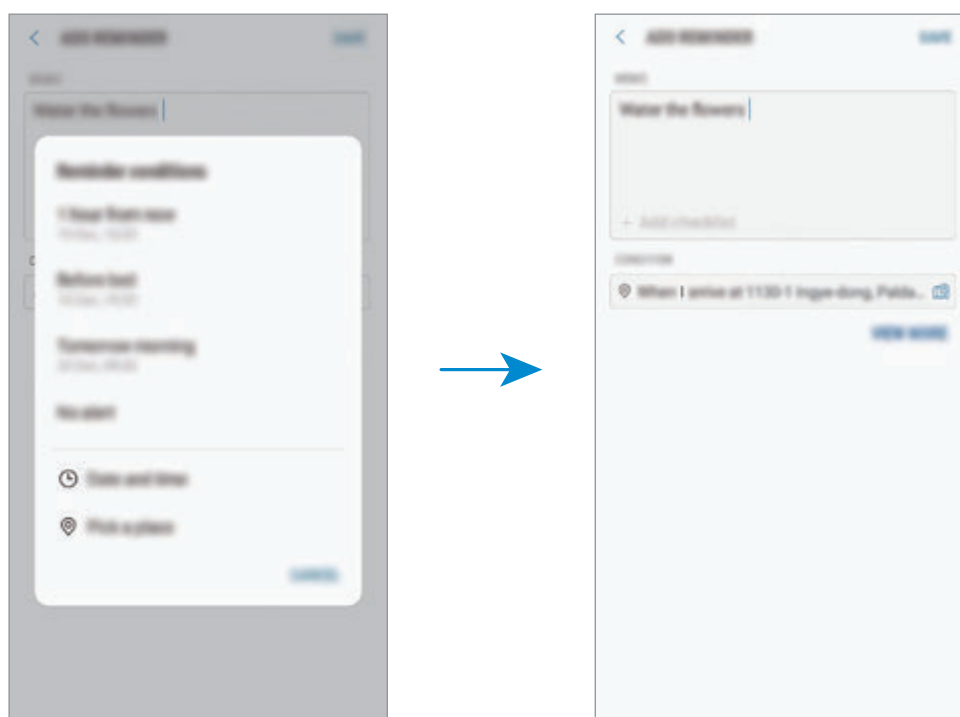 ADD REMINDER
SAVE
MEMO
Water the flowers
Reminder conditions
1 hour from now
Before bed
Tomorrow morning
No alert
Date and time
Pick a place
CANCEL
ADD REMINDER
SAVE
MEMO
Water the flowers
+ Add checklist
CONDITION
When I arrive at 1130-1 Ingye-dong, Palda...
VIEW MORE